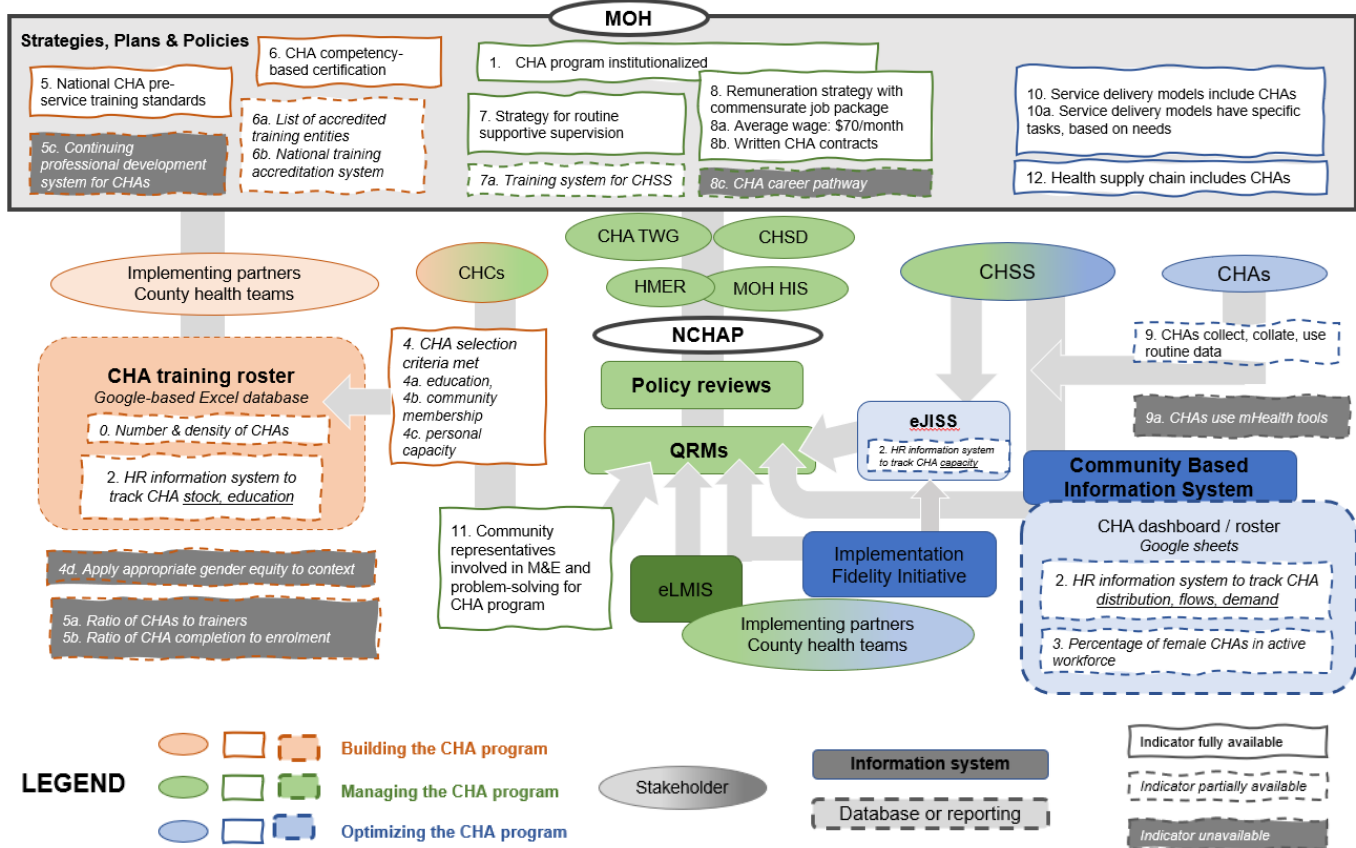 MOH
Strategies, Plans & Policies
5. National CHA pre-
service training standards
5c. Continuing
professional development
system for CHAs
6. CHA competency-
based certification
6a. List of accredited
training entities
6b. National training
accreditation system
1. CHA program institutionalized
7. Strategy for routine
supportive supervision
7a. Training system for CHSS
8. Remuneration strategy with
commensurate job package
8a. Average wage: $70/month
8b. Written CHA contracts
8c. CHA career pathway
10. Service delivery models include CHAs
10a. Service delivery models have specific
tasks, based on needs
12. Health supply chain includes CHAs
Implementing partners
County health teams
CHCs
CHA TWG
CHSD
HMER
MOH HIS
NCHAP
CHSS
CHAs
CHA training roster
Google-based Excel database
0. Number & density of CHAs
2. HR information system to
track CHA stock, education
4. CHA selection
criteria met
4a. education,
4b. community
membership
4c. personal
capacity
Policy reviews
QRMs
eJISS
2. HR information system
to track CHA capacity
9. CHAs collect, collate, use
routine data
9a. CHAs use mHealth tools
Community Based
Information System
CHA dashboard / roster
Google sheets
2. HR information system to track CHA
distribution, flows, demand
3. Percentage of female CHAs in active
workforce
4d. Apply appropriate gender equity to context
5a. Ratio of CHAs to trainers
5b. Ratio of CHA completion to enrolment
11. Community
representatives
involved in M&E and
problem-solving for
CHA program
eLMIS
Implementation
Fidelity Initiative
Implementing partners
County health teams
LEGEND
Building the CHA program
Managing the CHA program
Optimizing the CHA program
Stakeholder
Information system
Database or reporting
Indicator fully available
Indicator partially available
Indicator unavailable